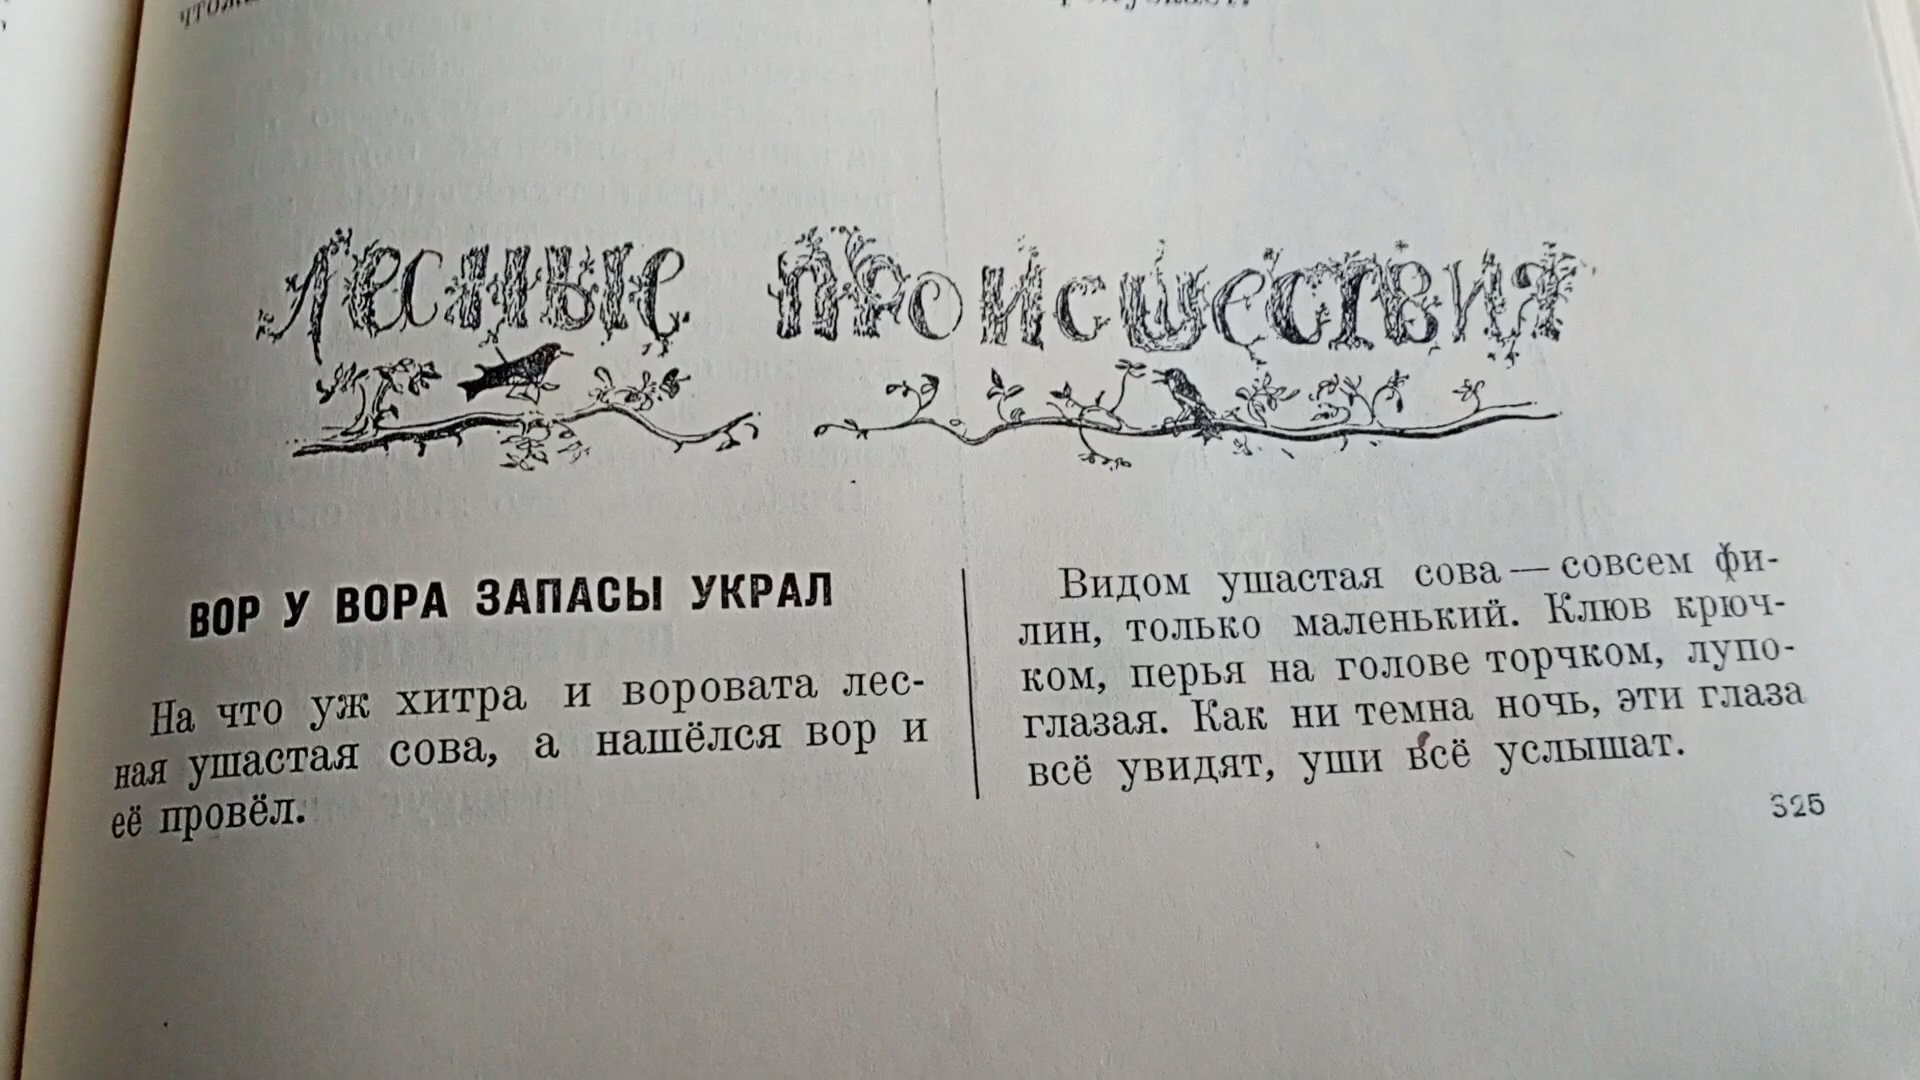 Лесные происшествия
ВОР У ВОРА ЗАПАСЫ УКРАЛ
На что уж хитра и воровата лес-
ная ушастая сова, а нашёлся вор и
её провёл.
Видом ушастая сова — совсем фи-
лин, только маленький. Клюв крюч-
ком, перья на голове торчком, лупо-
глазая. Как ни темна ночь, эти глаза
всё увидят, уши всё услышат.
325